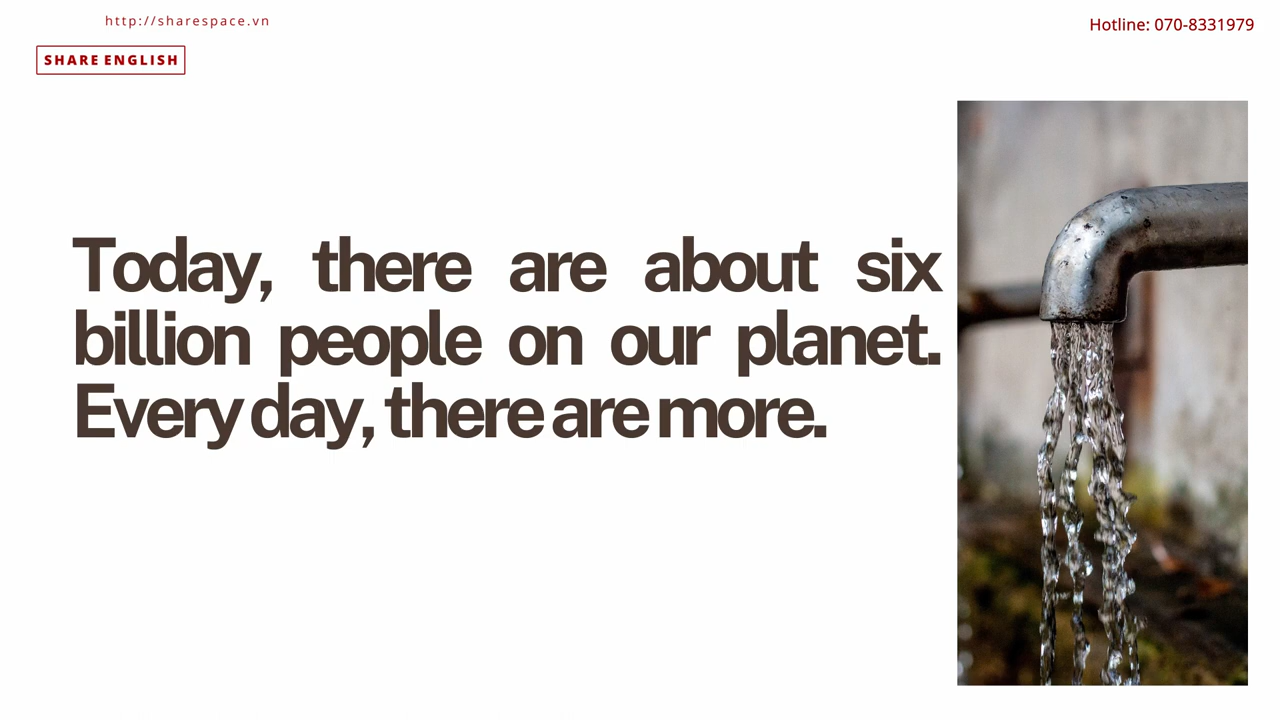 http://sharespace.vn
Hotline: 070-8331979
SHARE ENGLISH
Today, there are about six
billion people on our planet.
Every day, there are more.